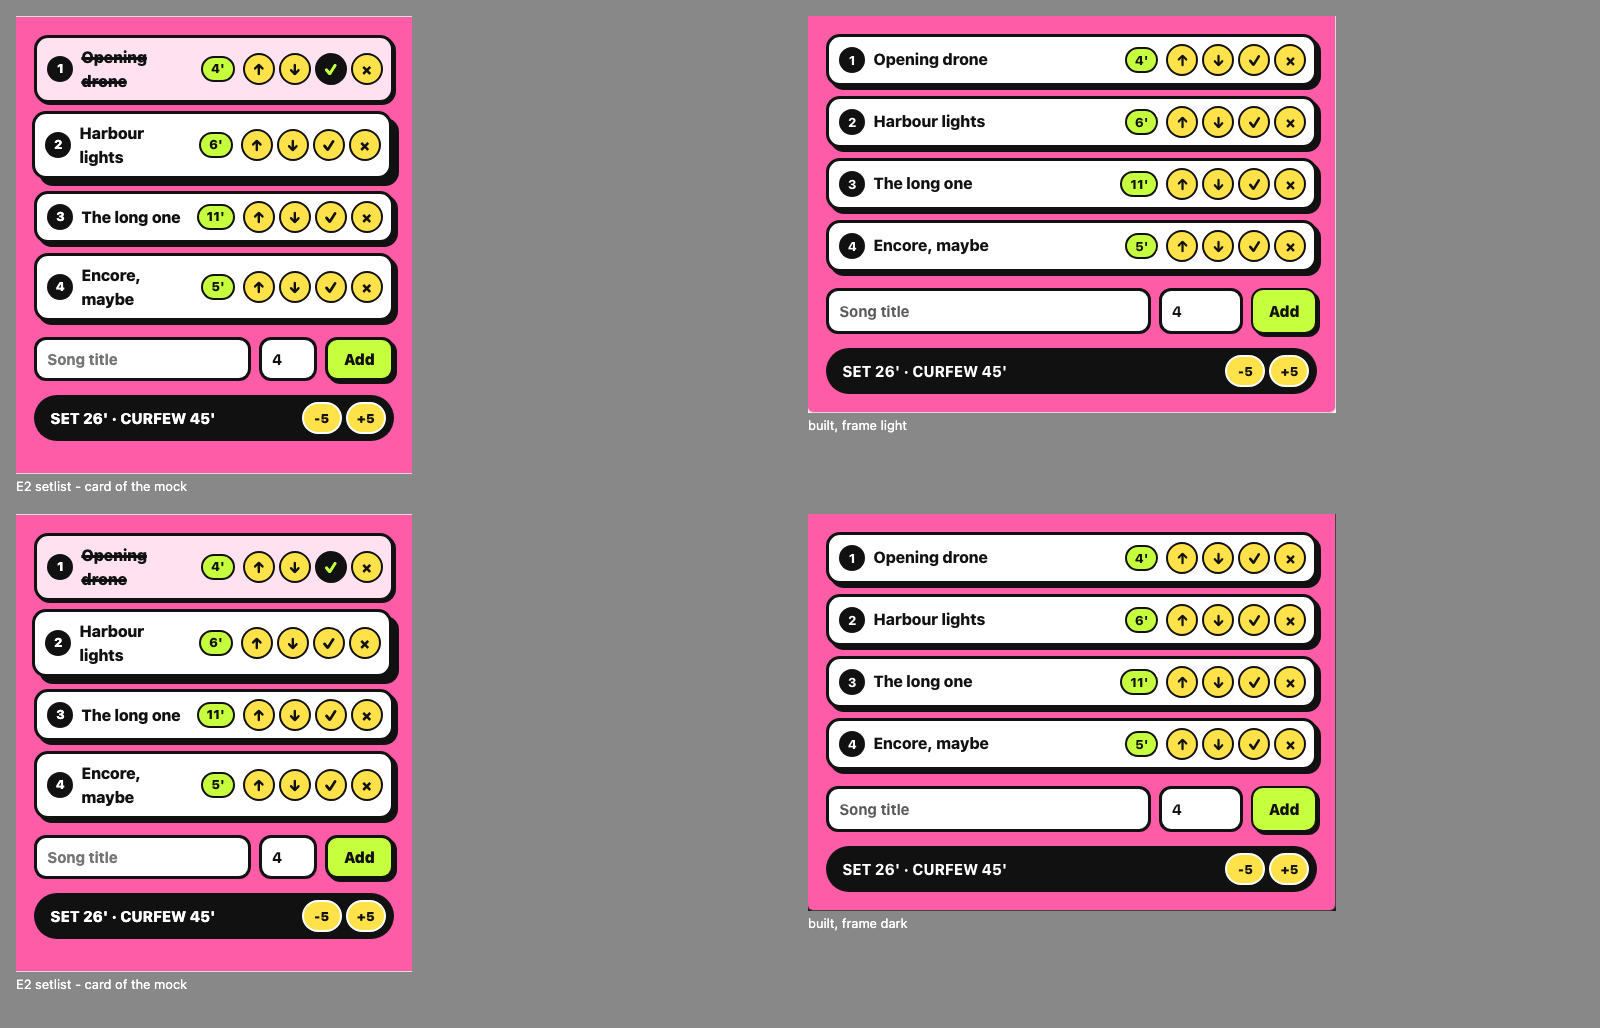 1 Opening 4'
drone
2 Harbour 6'
lights
3 The long one 11'
4 Encore, 5'
maybe
Song title 4 Add
SET 26' · CURFEW 45' -5 +5
E2 setlist - card of the mock
1 Opening drone 4'
2 Harbour lights 6'
3 The long one 11'
4 Encore, maybe 5'
Song title 4 Add
SET 26' · CURFEW 45' -5 +5
built, frame light
1 Opening 4'
drone
2 Harbour 6'
lights
3 The long one 11'
4 Encore, 5'
maybe
Song title 4 Add
SET 26' · CURFEW 45' -5 +5
E2 setlist - card of the mock
1 Opening drone 4'
2 Harbour lights 6'
3 The long one 11'
4 Encore, maybe 5'
Song title 4 Add
SET 26' · CURFEW 45' -5 +5
built, frame dark